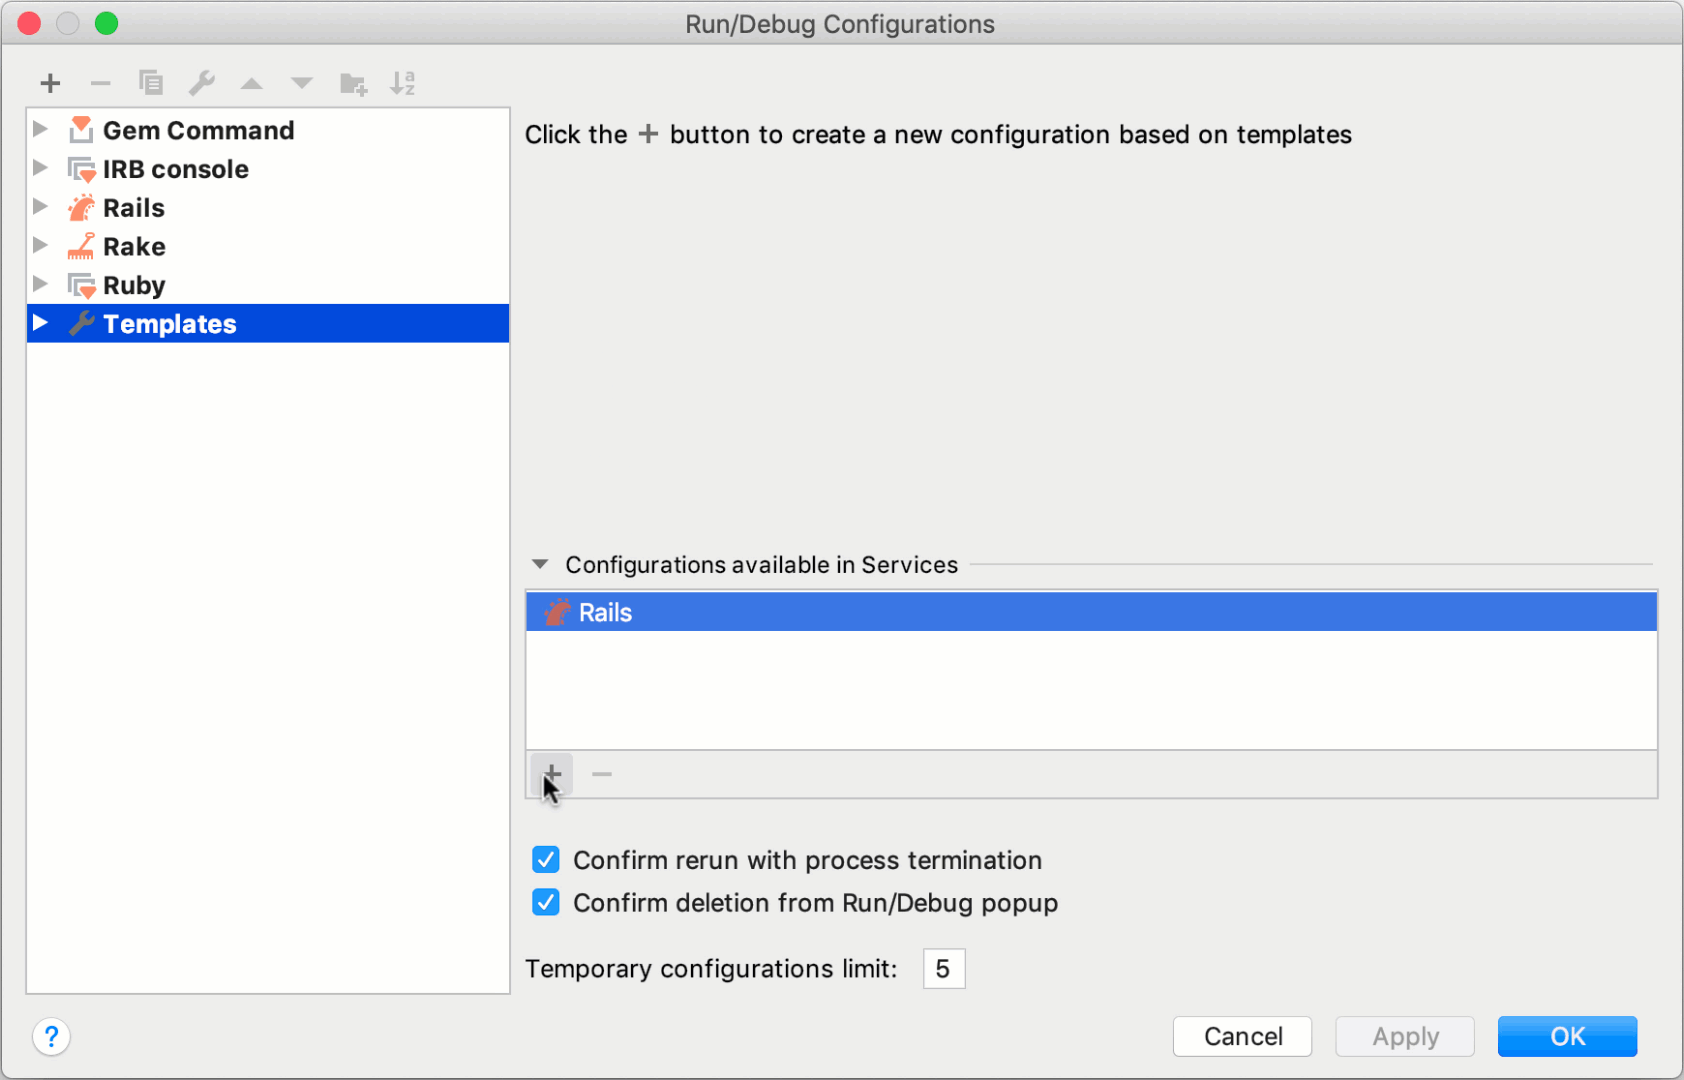 Run/Debug Configurations
Gem Command
IRB console
Rails
Rake
Ruby
Templates
Click the + button to create a new configuration based on templates
Configurations available in Services
Rails
Confirm rerun with process termination
Confirm deletion from Run/Debug popup
Temporary configurations limit: 5
? Cancel Apply OK